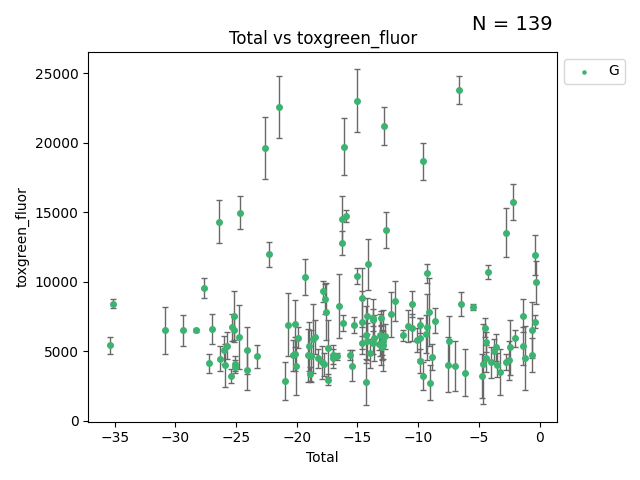 N = 139
Total vs toxgreen_fluor
G
toxgreen_fluor
25000
20000
15000
10000
5000
0
−35 −30 −25 −20 −15 −10 −5 0
Total